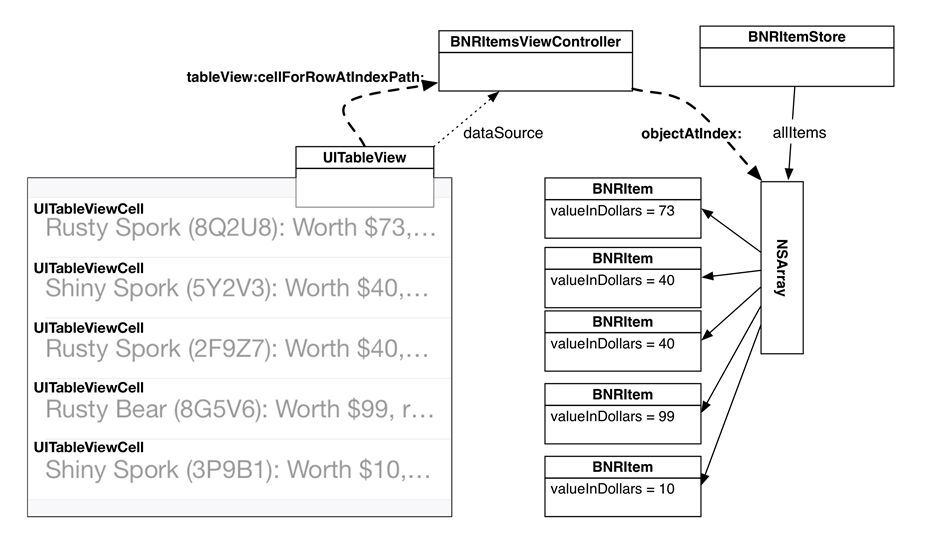 BNRItemsViewController
BNRItemStore
tableView:cellForRowAtIndexPath:
dataSource
objectAtIndex:
allItems
UITableView
UITableViewCell
Rusty Spork (8Q2U8): Worth $73,...
UITableViewCell
Shiny Spork (5Y2V3): Worth $40,...
UITableViewCell
Rusty Spork (2F9Z7): Worth $40,...
UITableViewCell
Rusty Bear (8G5V6): Worth $99, r...
UITableViewCell
Shiny Spork (3P9B1): Worth $10,...
BNRItem
valueInDollars = 73
BNRItem
valueInDollars = 40
BNRItem
valueInDollars = 40
BNRItem
valueInDollars = 99
BNRItem
valueInDollars = 10
NSArray